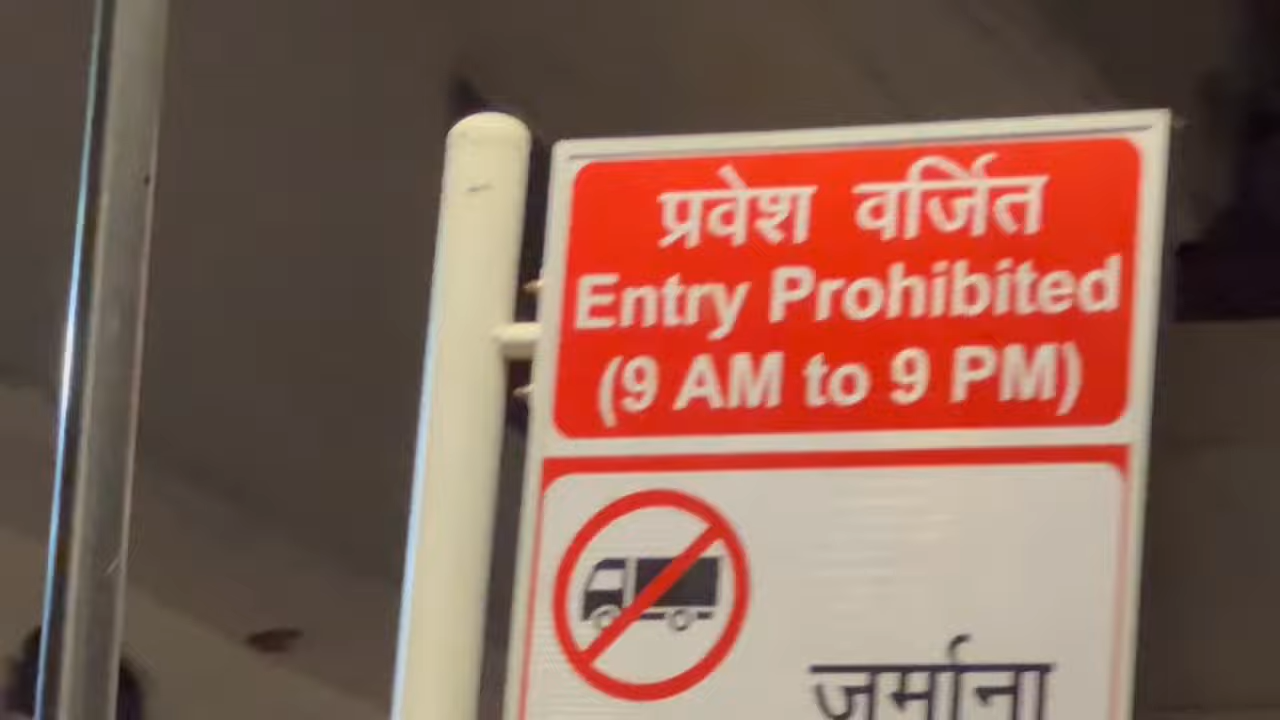 प्रवेश वर्जित
Entry Prohibited
(9 AM to 9 PM)
जुर्माना